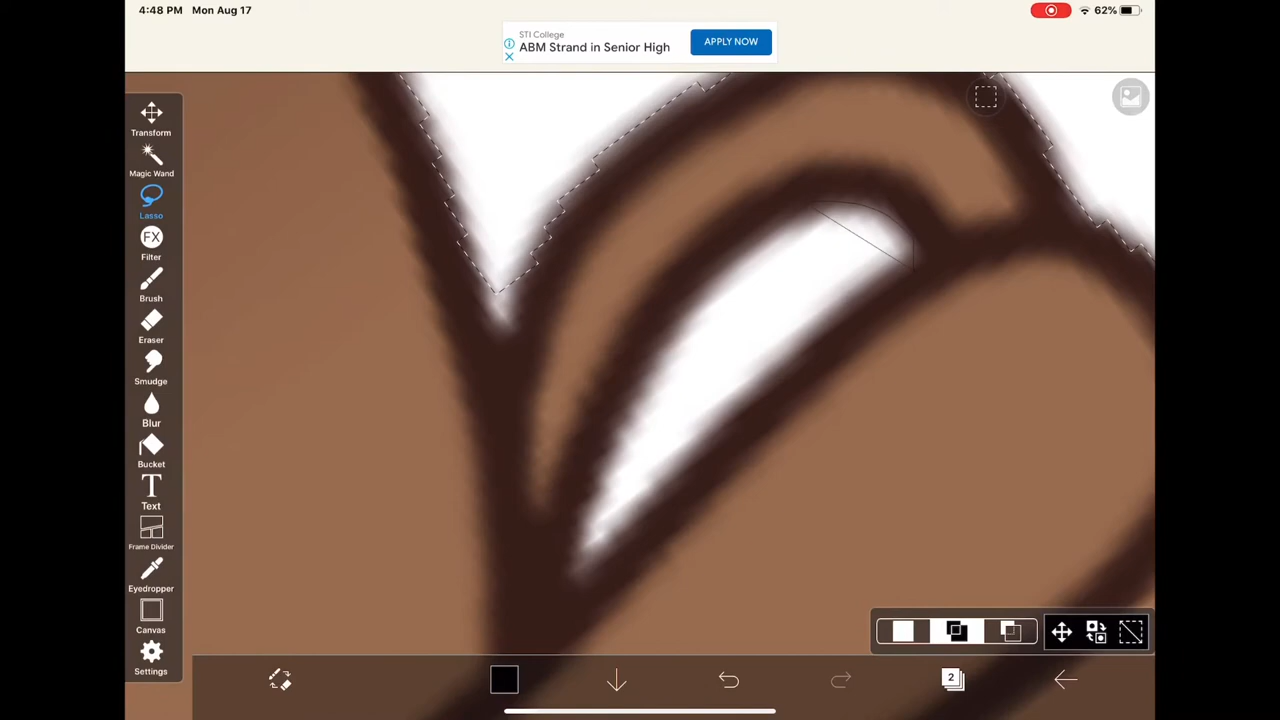 4:48 PM Mon Aug 17
62%
STI College
ABM Strand in Senior High
APPLY NOW
Transform
Magic Wand
Lasso
FX
Filter
Brush
Eraser
Smudge
Blur
Bucket
T
Text
Frame Divider
Eyedropper
Canvas
Settings
2